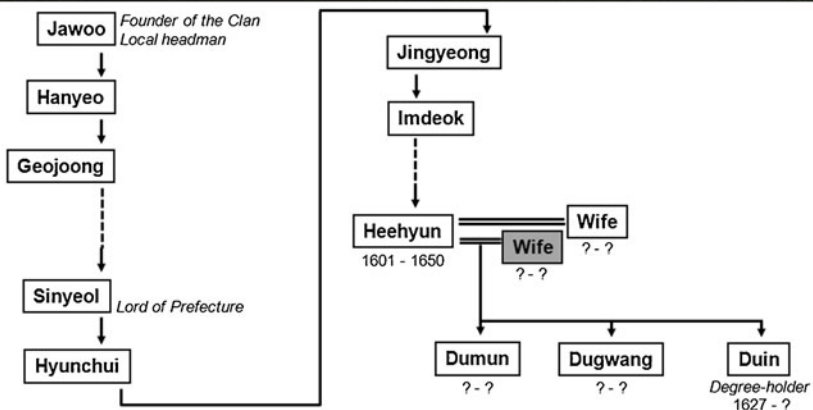 Jawoo
Founder of the Clan
Local headman
Hanyeo
Geojoong
Sinyeol
Lord of Prefecture
Hyunchui
Jingyeong
Imdeok
Heehyun
1601 - 1650
Wife
? - ?
Wife
? - ?
Dumun
? - ?
Dugwang
? - ?
Duin
Degree-holder
1627 - ?